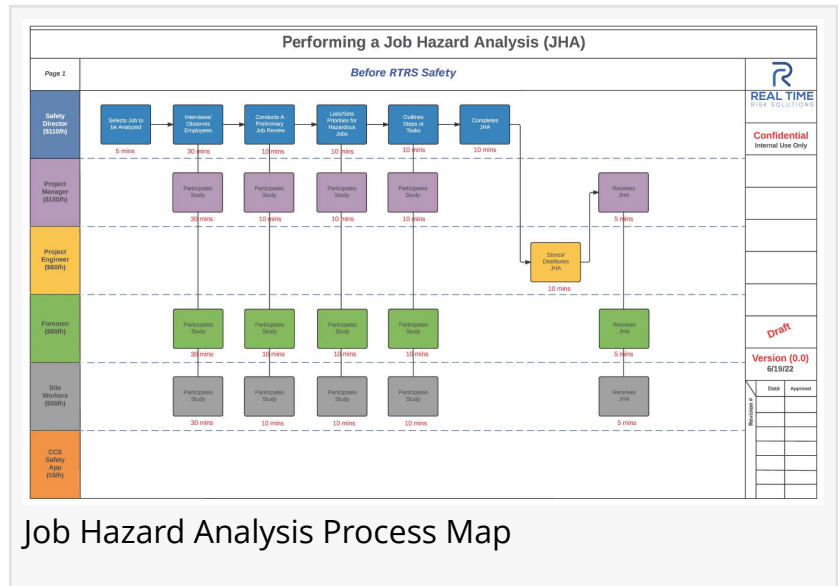 Performing a Job Hazard Analysis (JHA)
Page 1
Before RTRS Safety
REAL TIME
RISK SOLUTIONS
Confidential
Internal Use Only
Safety
Director
($110/h)
Selects Job to
be Analyzed
5 mins
Interviews/
Observes
Employees
30 mins
Conducts A
Preliminary
Job Review
10 mins
Lists/Sets
Priorities for
Hazardous
Jobs
10 mins
Outlines
Steps or
Tasks
10 mins
Completes
JHA
10 mins
Project
Manager
($150/h)
Participates
Study
30 mins
Participates
Study
10 mins
Participates
Study
10 mins
Participates
Study
10 mins
Receives
JHA
5 mins
Project
Engineer
($60/h)
Stores/
Distributes
JHA
10 mins
Foremen
($80/h)
Participates
Study
30 mins
Participates
Study
10 mins
Participates
Study
10 mins
Participates
Study
10 mins
Receives
JHA
5 mins
Site
Workers
($50/h)
Participates
Study
30 mins
Participates
Study
10 mins
Participates
Study
10 mins
Participates
Study
10 mins
Receives
JHA
5 mins
CCS
Safety
App
Draft
Version (0.0)
6/19/22
Revision #
Date
Approval
Job Hazard Analysis Process Map